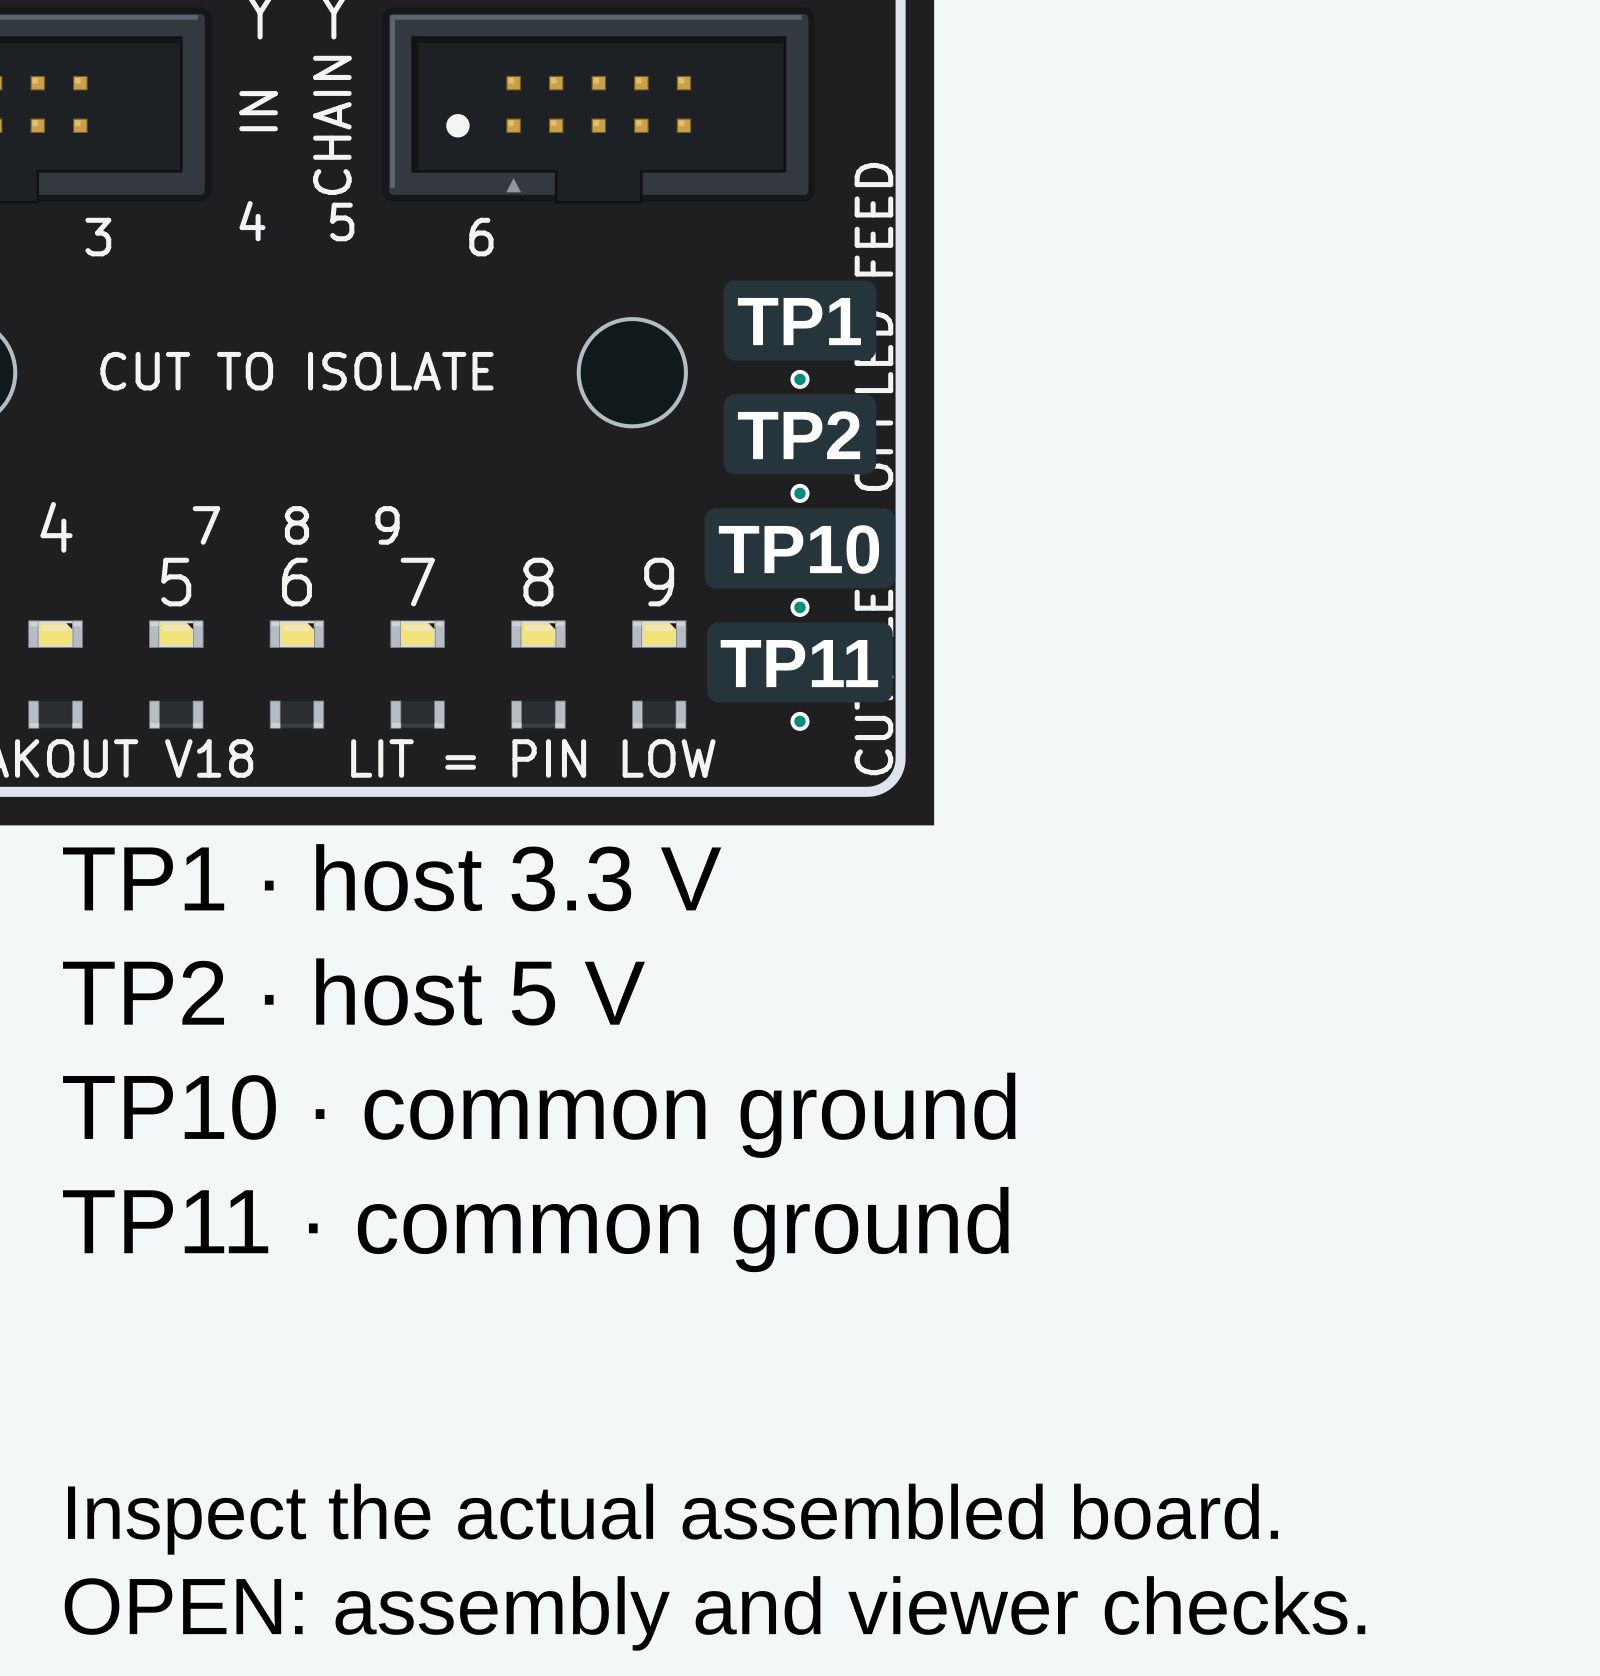 Y Y
IN
CHAIN
3 4 5 6
FEED
TP1
CUT TO ISOLATE
LED
TP2
TP10
4 7 8 9
5 6 7 8 9
TP11
V18 LIT = PIN LOW
TP1 · host 3.3 V
TP2 · host 5 V
TP10 · common ground
TP11 · common ground
Inspect the actual assembled board.
OPEN: assembly and viewer checks.